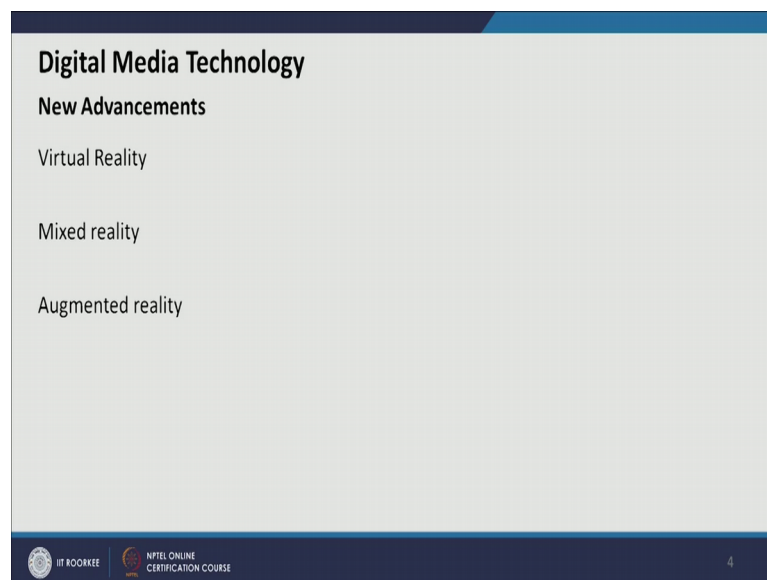 Digital Media Technology
New Advancements
Virtual Reality
Mixed reality
Augmented reality
IIT ROORKEE
NPTEL ONLINE
CERTIFICATION COURSE
4